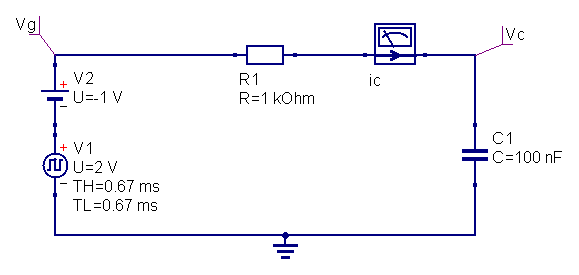 Vg
Vc
V2
U=-1 V
V1
U=2 V
TH=0.67 ms
TL=0.67 ms
R1
R=1 kOhm
ic
C1
C=100 nF